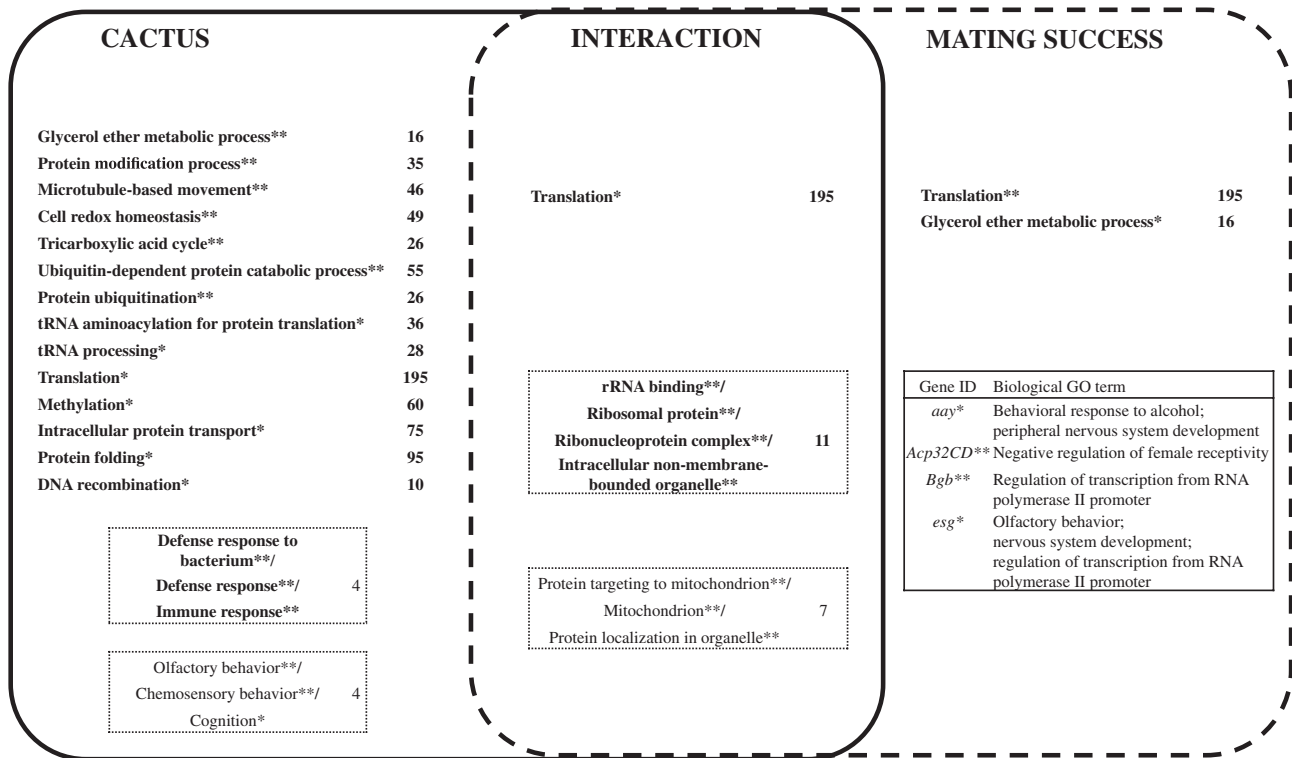 CACTUS
Glycerol ether metabolic process** 16
Protein modification process** 35
Microtubule-based movement** 46
Cell redox homeostasis** 49
Tricarboxylic acid cycle** 26
Ubiquitin-dependent protein catabolic process** 55
Protein ubiquitination** 26
tRNA aminoacylation for protein translation* 36
tRNA processing* 28
Translation* 195
Methylation* 60
Intracellular protein transport* 75
Protein folding* 95
DNA recombination* 10
Defense response to
bacterium**/
Defense response**/ 4
Immune response**
Olfactory behavior**/
Chemosensory behavior**/ 4
Cognition*
INTERACTION
Translation* 195
rRNA binding**/
Ribosomal protein**/
Ribonucleoprotein complex**/ 11
Intracellular non-membrane-
bounded organelle**
Protein targeting to mitochondrion**/
Mitochondrion**/ 7
Protein localization in organelle**
MATING SUCCESS
Translation** 195
Glycerol ether metabolic process* 16
Gene ID Biological GO term
aay* Behavioral response to alcohol;
peripheral nervous system development
Acp32CD** Negative regulation of female receptivity
Bgb** Regulation of transcription from RNA
polymerase II promoter
esg* Olfactory behavior;
nervous system development;
regulation of transcription from RNA
polymerase II promoter